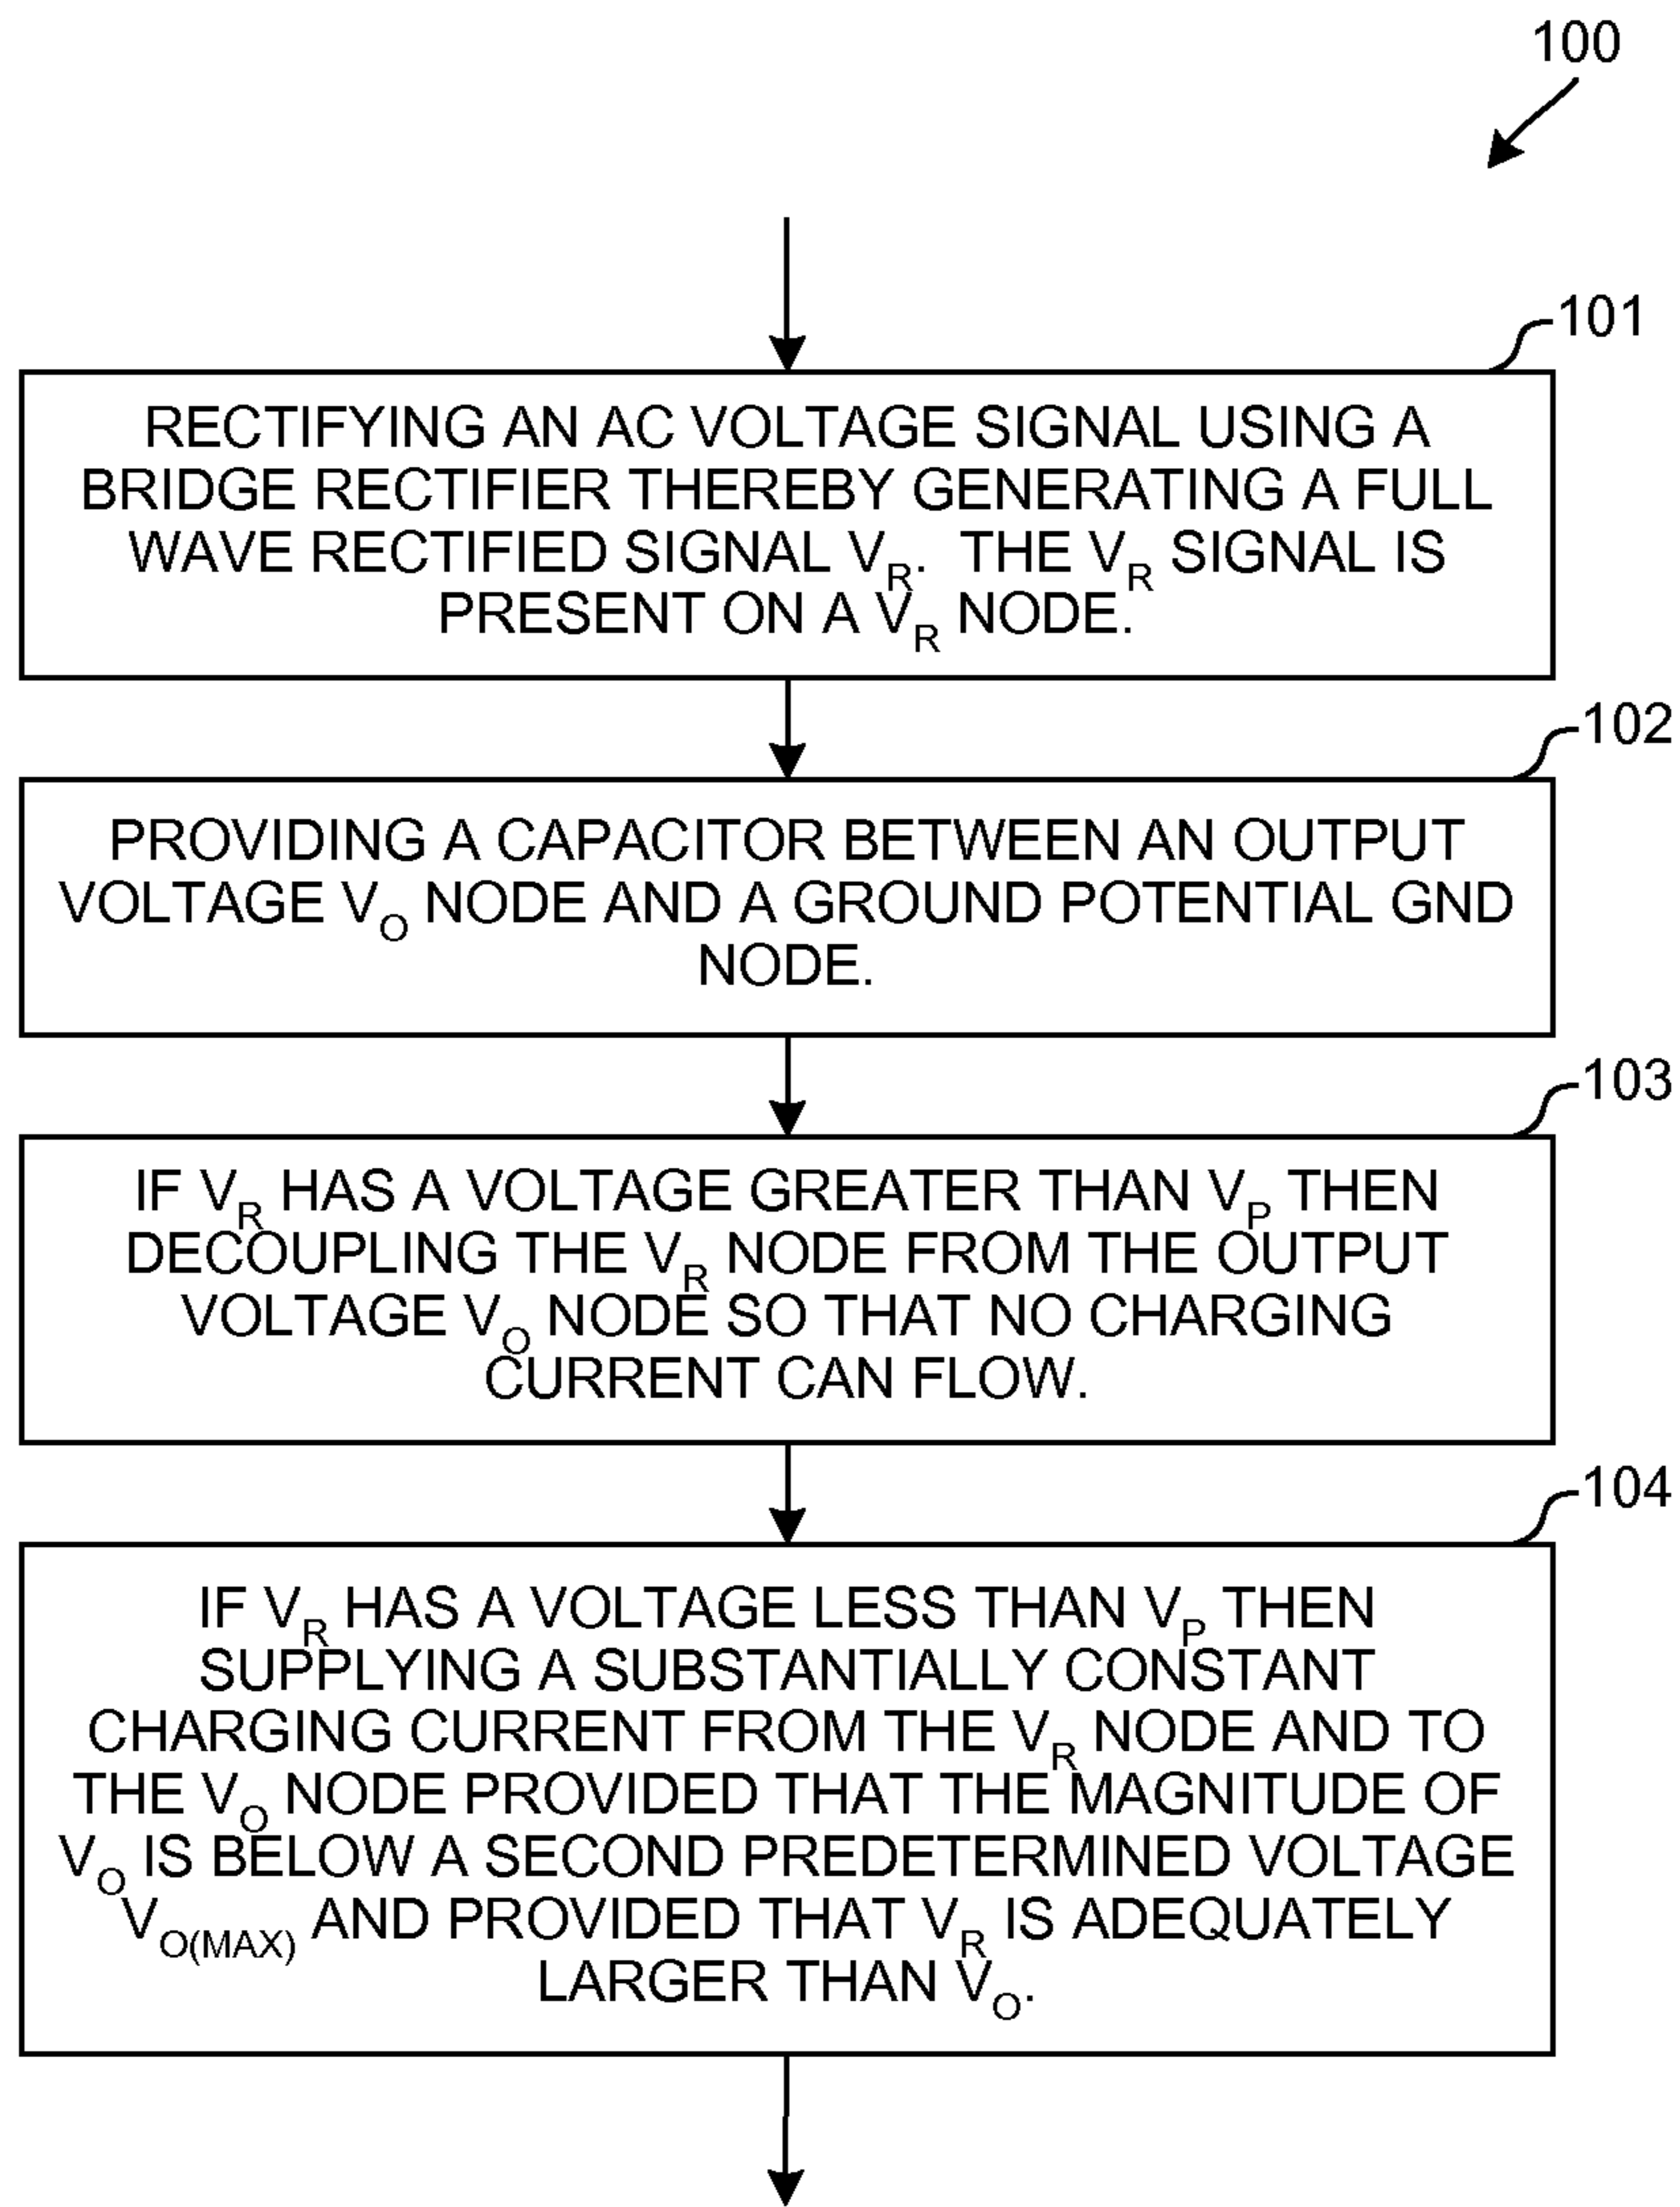 100
101
RECTIFYING AN AC VOLTAGE SIGNAL USING A
BRIDGE RECTIFIER THEREBY GENERATING A FULL
WAVE RECTIFIED SIGNAL VR. THE VR SIGNAL IS
PRESENT ON A VR NODE.
102
PROVIDING A CAPACITOR BETWEEN AN OUTPUT
VOLTAGE VO NODE AND A GROUND POTENTIAL GND
NODE.
103
IF VR HAS A VOLTAGE GREATER THAN VP THEN
DECOUPLING THE VR NODE FROM THE OUTPUT
VOLTAGE VO NODE SO THAT NO CHARGING
CURRENT CAN FLOW.
104
IF VR HAS A VOLTAGE LESS THAN VP THEN
SUPPLYING A SUBSTANTIALLY CONSTANT
CHARGING CURRENT FROM THE VR NODE AND TO
THE VO NODE PROVIDED THAT THE MAGNITUDE OF
VO IS BELOW A SECOND PREDETERMINED VOLTAGE
VO(MAX) AND PROVIDED THAT VR IS ADEQUATELY
LARGER THAN VO.